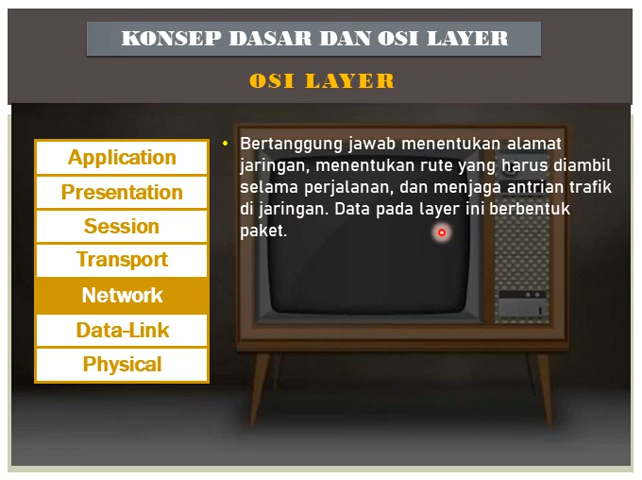 KONSEP DASAR DAN OSI LAYER
OSI LAYER
Application
Presentation
Session
Transport
Network
Data-Link
Physical
• Bertanggung jawab menentukan alamat
jaringan, menentukan rute yang harus diambil
selama perjalanan, dan menjaga antrian trafik
di jaringan. Data pada layer ini berbentuk
paket.